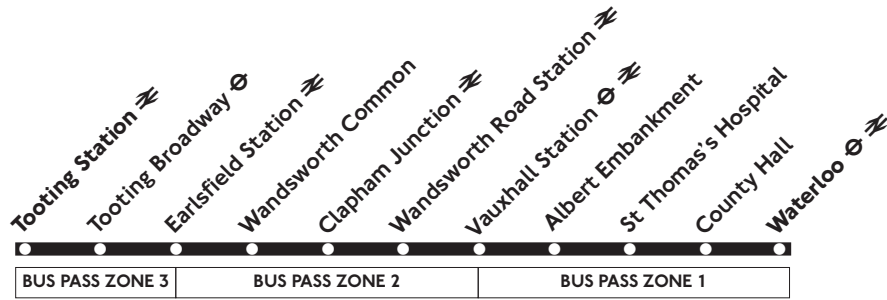 Tooting Station
Tooting Broadway
Earlsfield Station
Wandsworth Common
Clapham Junction
Wandsworth Road Station
Vauxhall Station
Albert Embankment
St Thomas's Hospital
County Hall
Waterloo
BUS PASS ZONE 3
BUS PASS ZONE 2
BUS PASS ZONE 1